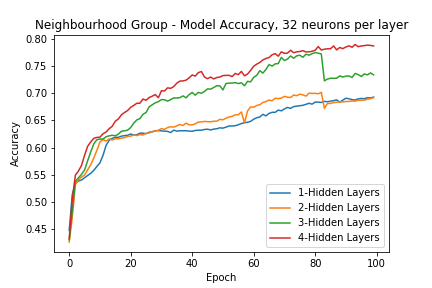 Neighbourhood Group - Model Accuracy, 32 neurons per layer
0.80
0.75
0.70
0.65
0.60
0.55
0.50
0.45
Accuracy
1-Hidden Layers
2-Hidden Layers
3-Hidden Layers
4-Hidden Layers
0 20 40 60 80 100
Epoch